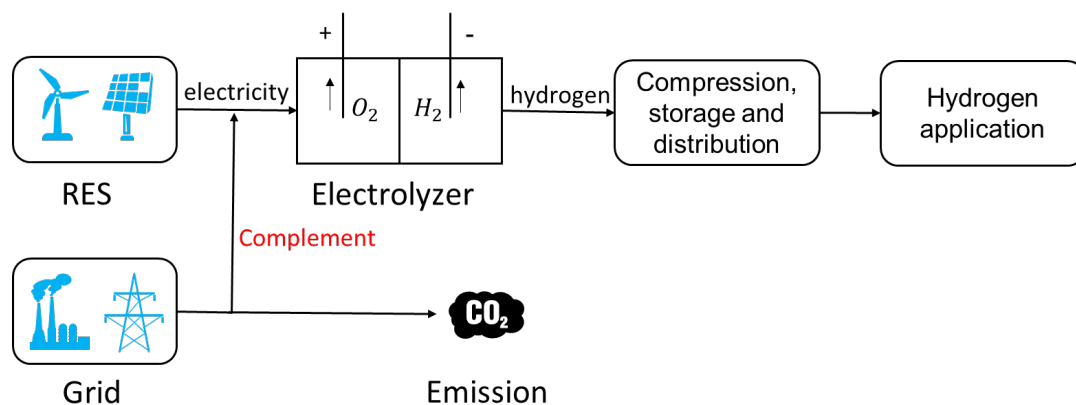 + -
electricity
O₂ H₂
hydrogen
Compression,
storage and
distribution
Hydrogen
application
RES
Electrolyzer
Complement
CO₂
Grid
Emission